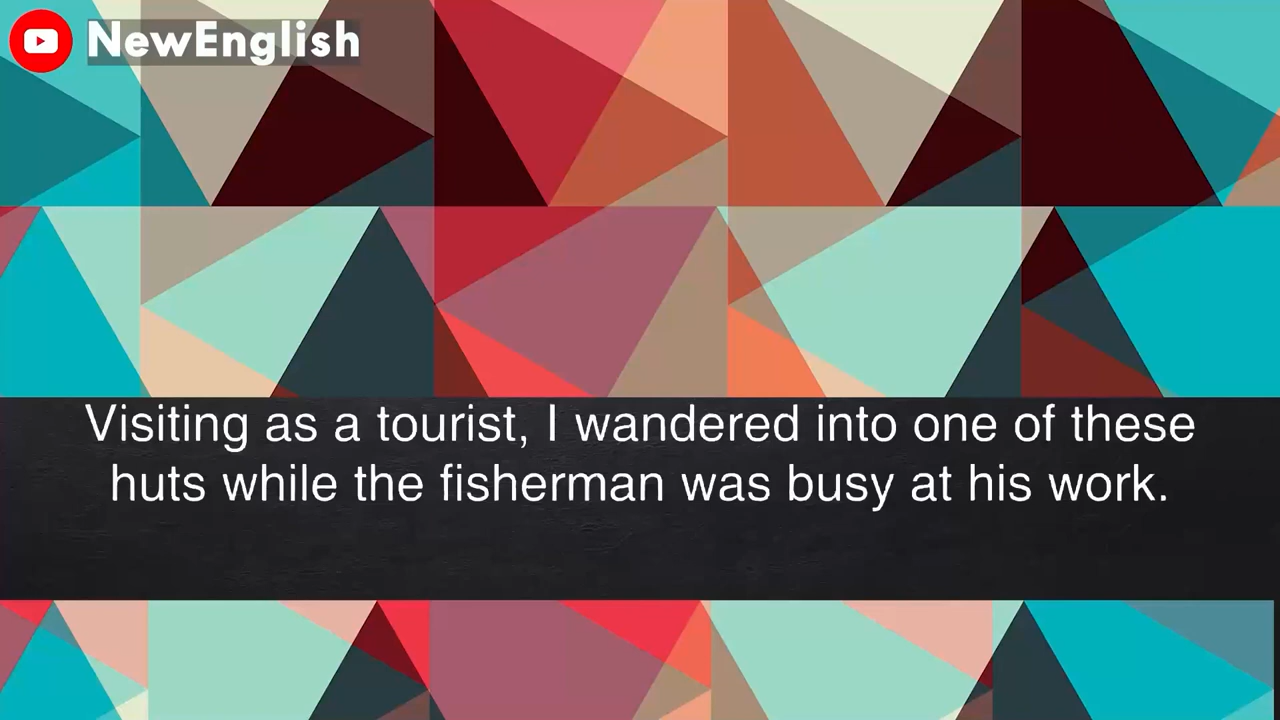 NewEnglish
Visiting as a tourist, I wandered into one of these
huts while the fisherman was busy at his work.